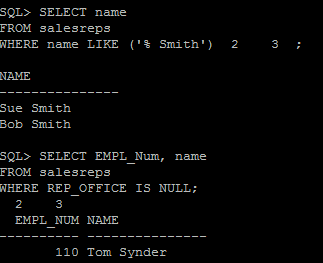 SQL> SELECT name
FROM salesreps
WHERE name LIKE ('% Smith')  2    3  ;
NAME
---------------
Sue Smith
Bob Smith
SQL> SELECT EMPL_Num, name
FROM salesreps
WHERE REP_OFFICE IS NULL;
  2    3
  EMPL_NUM NAME
---------- ---------------
       110 Tom Synder